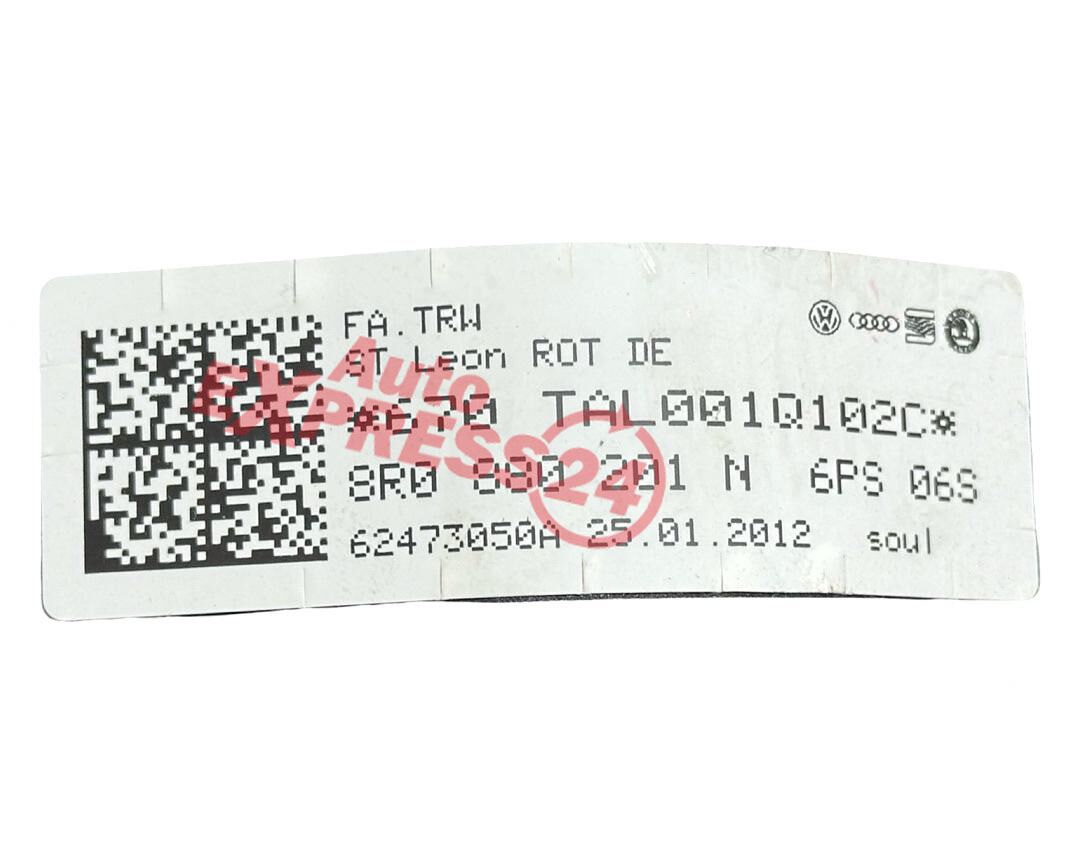 FA.TRW
ST Leon ROT DE
*670 TAL001Q102C*
8R0 880 201 N 6PS 06S
62473050A 25.01.2012 soul
Auto
EXPRESS24